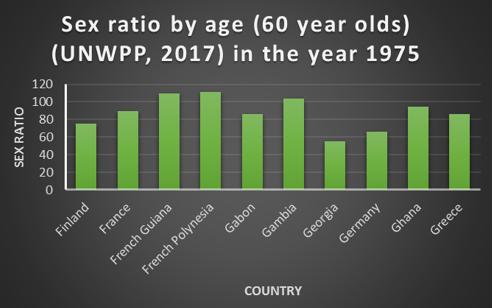 Sex ratio by age (60 year olds)
(UNWPP, 2017) in the year 1975
SEX RATIO
120
100
80
60
40
20
0
Finland
France
French Guiana
French Polynesia
Gabon
Gambia
Georgia
Germany
Ghana
Greece
COUNTRY